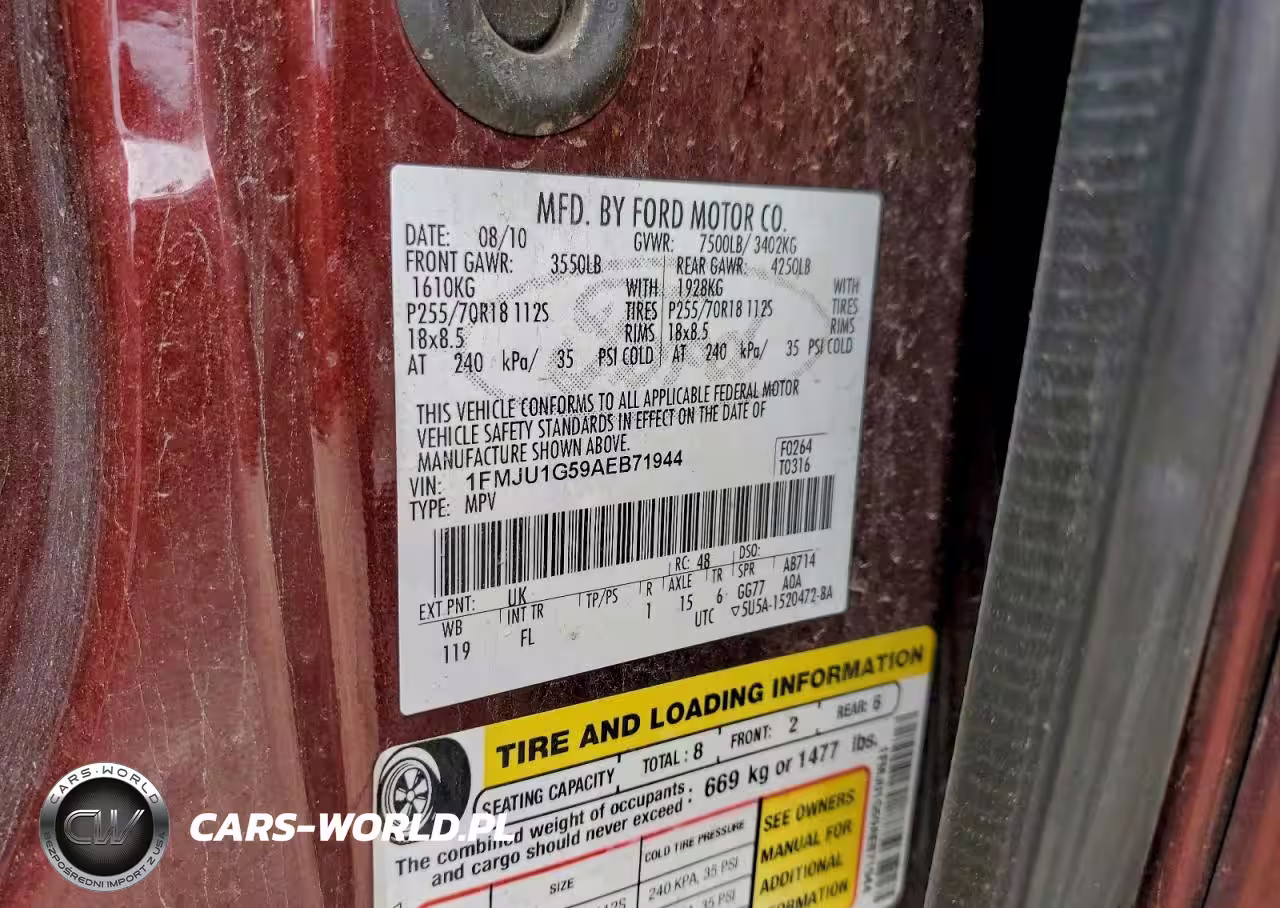 MFD. BY FORD MOTOR CO.
DATE: 08/10 GVWR: 7500LB/ 3402KG
FRONT GAWR: 3550LB REAR GAWR: 4250LB
1610KG WITH 1928KG WITH
P255/70R18 112S TIRES P255/70R18 112S TIRES
18x8.5 RIMS 18x8.5 RIMS
AT 240 kPa/ 35 PSI COLD AT 240 kPa/ 35 PSI COLD
THIS VEHICLE CONFORMS TO ALL APPLICABLE FEDERAL MOTOR
VEHICLE SAFETY STANDARDS IN EFFECT ON THE DATE OF
MANUFACTURE SHOWN ABOVE.
VIN: 1FMJU1G59AEB71944 F0264
TYPE: MPV T0316
EXT PNT: UK RC: 48 DSO:
WB INT TR TP/PS R AXLE TR SPR AB714
119 FL 1 15 6 GG77 A0A
UTC ▽5U5A-1520472-BA
TIRE AND LOADING INFORMATION
SEATING CAPACITY TOTAL: 8 FRONT: 2 REAR: 6
The combined weight of occupants
and cargo should never exceed: 669 kg or 1477 lbs.
SIZE COLD TIRE PRESSURE
240 KPA, 35 PSI
35 PSI
SEE OWNERS
MANUAL FOR
ADDITIONAL
CARS-WORLD
CW
BEZPOŚREDNI IMPORT Z USA
CARS-WORLD.PL